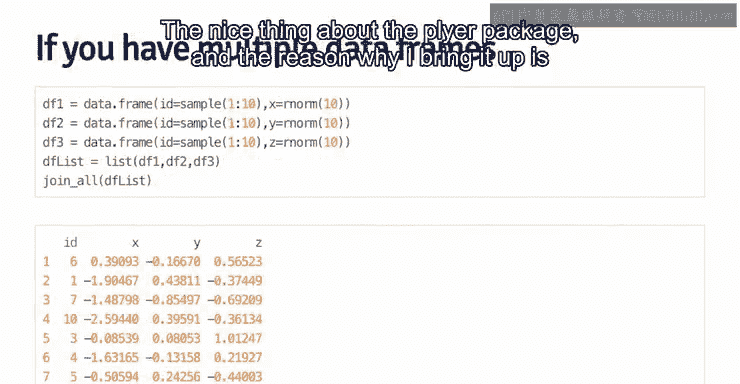 The nice thing about the plyer package,
and the reason why I bring it up is
If you have multiple data frames
df1 = data.frame(id=sample(1:10),x=rnorm(10))
df2 = data.frame(id=sample(1:10),y=rnorm(10))
df3 = data.frame(id=sample(1:10),z=rnorm(10))
dfList = list(df1,df2,df3)
join_all(dfList)
id x y z
1 6 0.39093 -0.16670 0.56523
2 1 -1.90467 0.43811 -0.37449
3 7 -1.48798 -0.85497 -0.69209
4 10 -2.59440 0.39591 -0.36134
5 3 -0.08539 0.08053 1.01247
6 4 -1.63165 -0.13158 0.21927
7 5 -0.50594 0.24256 -0.44003